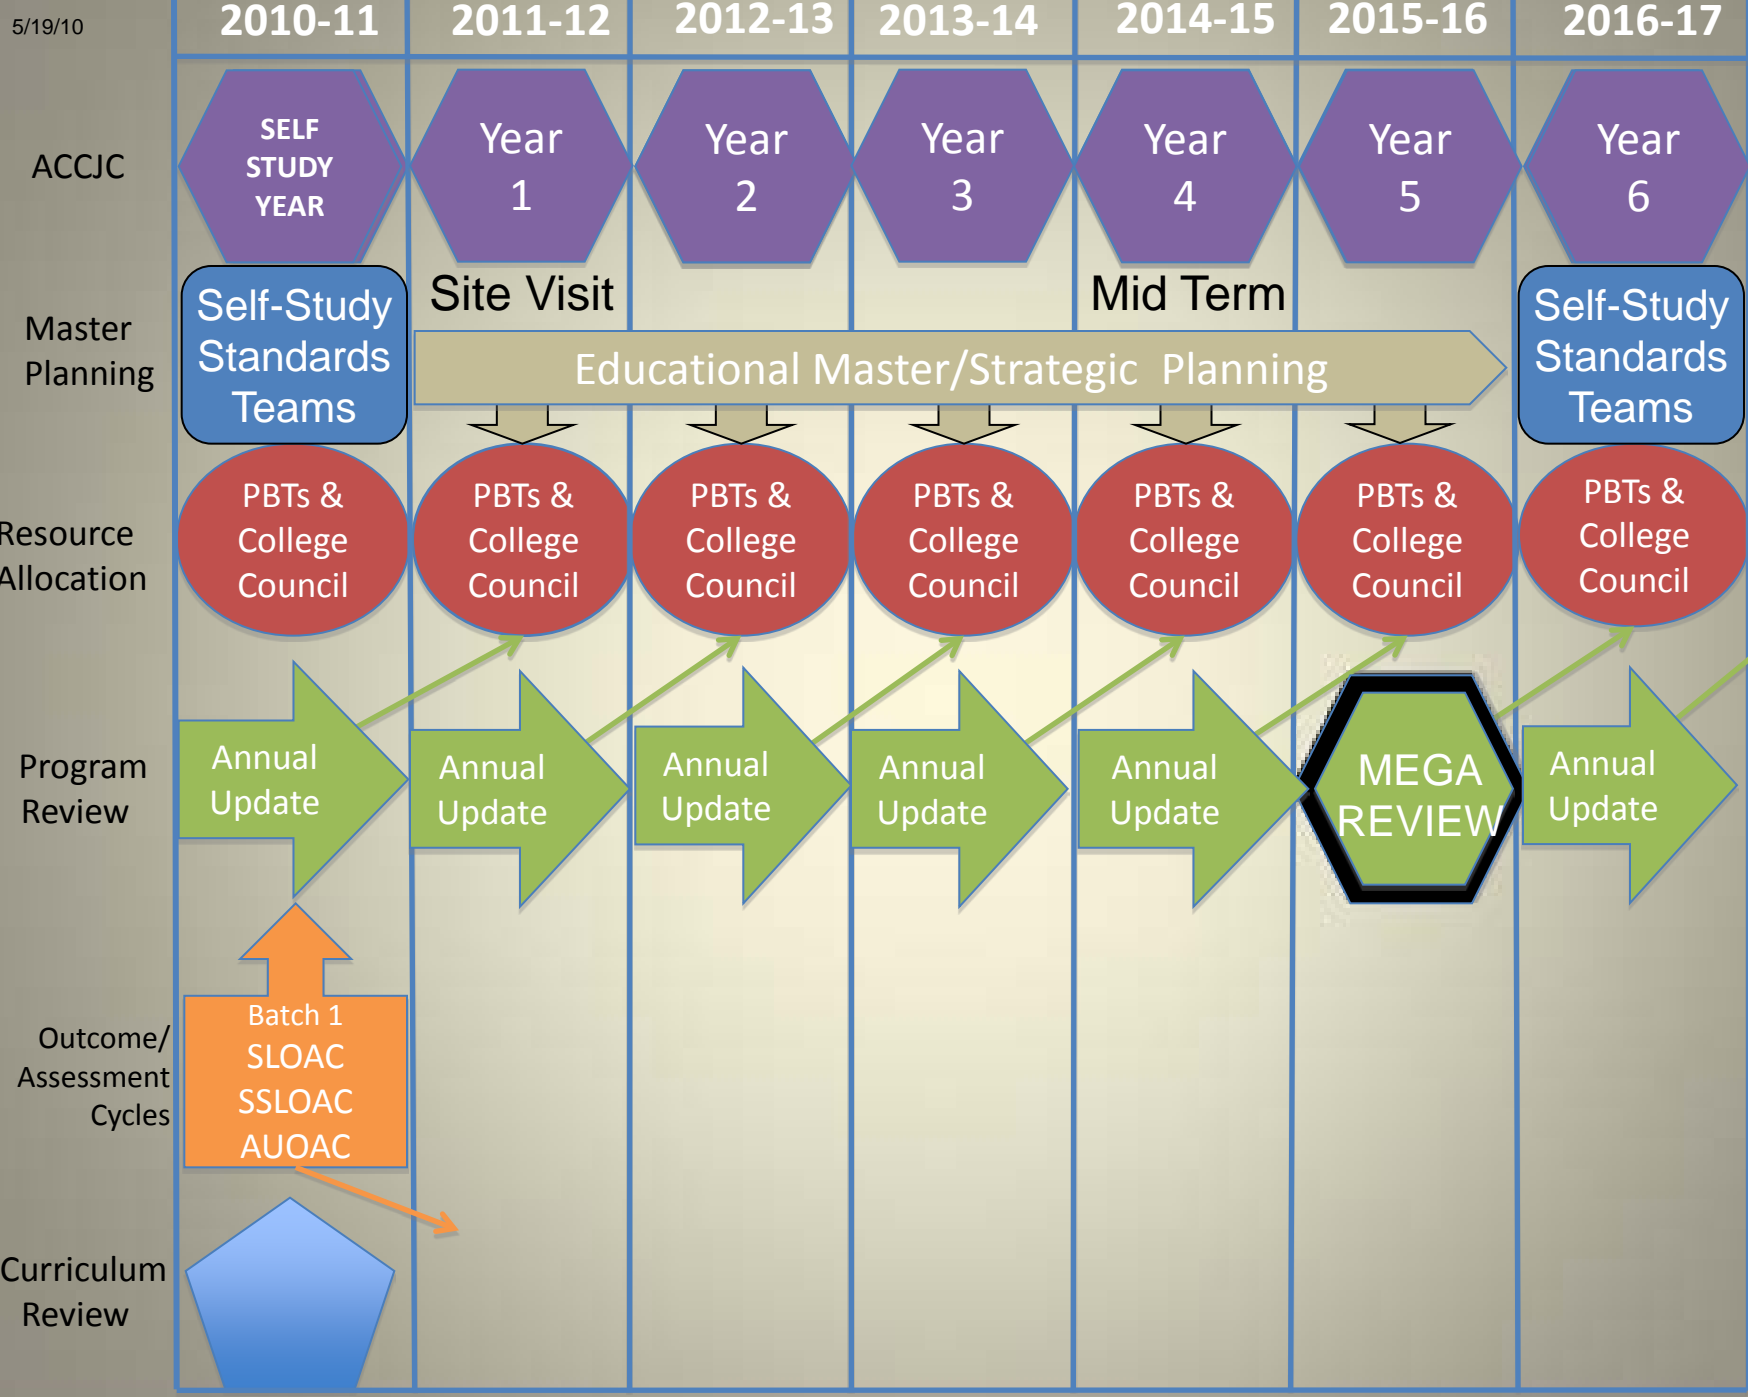 5/19/10
2010-11
2011-12
2012-13
2013-14
2014-15
2015-16
2016-17
ACCJC
SELF
STUDY
YEAR
Year
1
Year
2
Year
3
Year
4
Year
5
Year
6
Master
Planning
Self-Study
Standards
Teams
Site Visit
Mid Term
Educational Master/Strategic Planning
Self-Study
Standards
Teams
Resource
Allocation
PBTs &
College
Council
PBTs &
College
Council
PBTs &
College
Council
PBTs &
College
Council
PBTs &
College
Council
PBTs &
College
Council
PBTs &
College
Council
Program
Review
Annual
Update
Annual
Update
Annual
Update
Annual
Update
Annual
Update
MEGA
REVIEW
Annual
Update
Outcome/
Assessment
Cycles
Batch 1
SLOAC
SSLOAC
AUOAC
Curriculum
Review